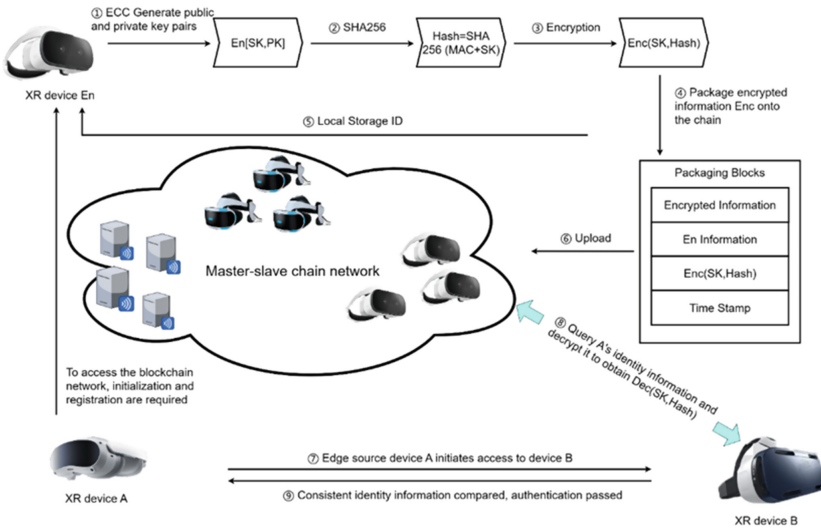 ① ECC Generate public
and private key pairs
En[SK,PK]
② SHA256
Hash=SHA
256 (MAC+SK)
③ Encryption
Enc(SK,Hash)
XR device En
④ Package encrypted
information Enc onto
the chain
⑤ Local Storage ID
Packaging Blocks
Encrypted Information
En Information
Enc(SK,Hash)
Time Stamp
⑥ Upload
Master-slave chain network
⑧ Query A's identity information and
decrypt it to obtain Dec(SK,Hash)
To access the blockchain
network, initialization and
registration are required
⑦ Edge source device A initiates access to device B
⑨ Consistent identity information compared, authentication passed
XR device A
XR device B